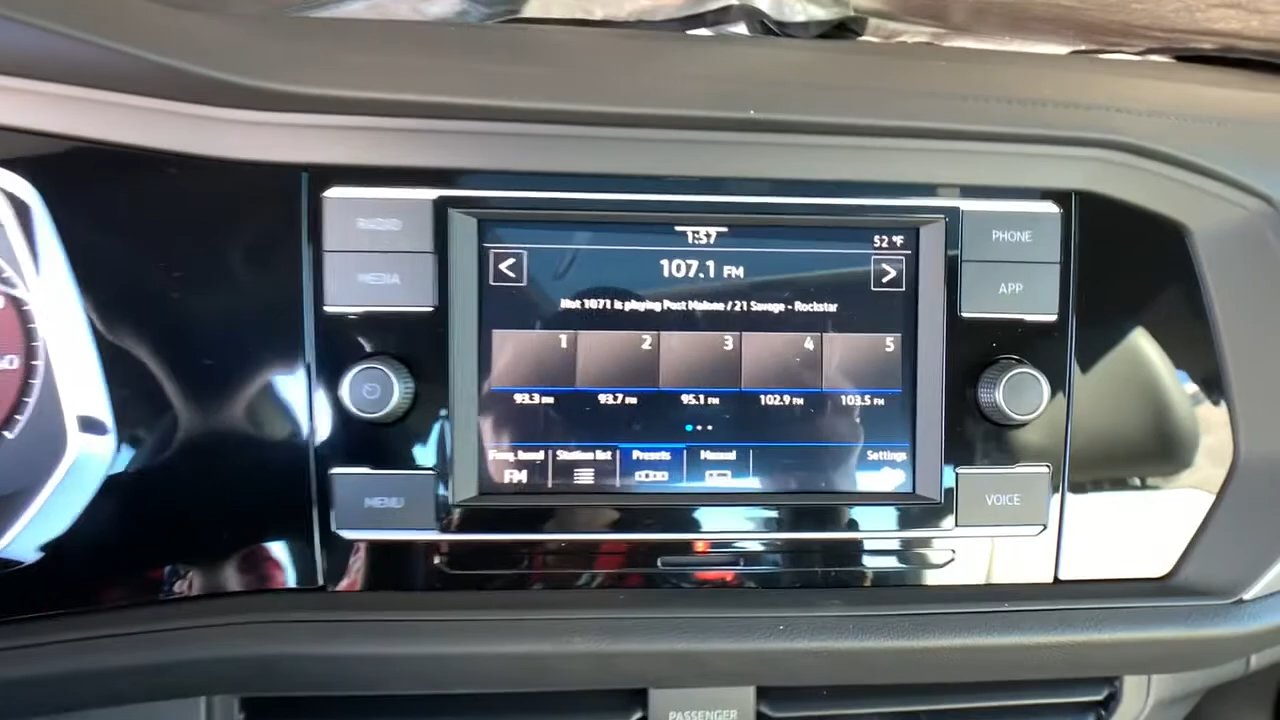 RADIO
MEDIA
MENU
1:57
52 °F
<
107.1 FM
>
Hot 1071 is playing Post Malone / 21 Savage - Rockstar
1 2 3 4 5
93.3 FM 93.7 FM 95.1 FM 102.9 FM 103.5 FM
Freq. band Station list Presets Manual Settings
FM
PHONE
APP
VOICE
PASSENGER